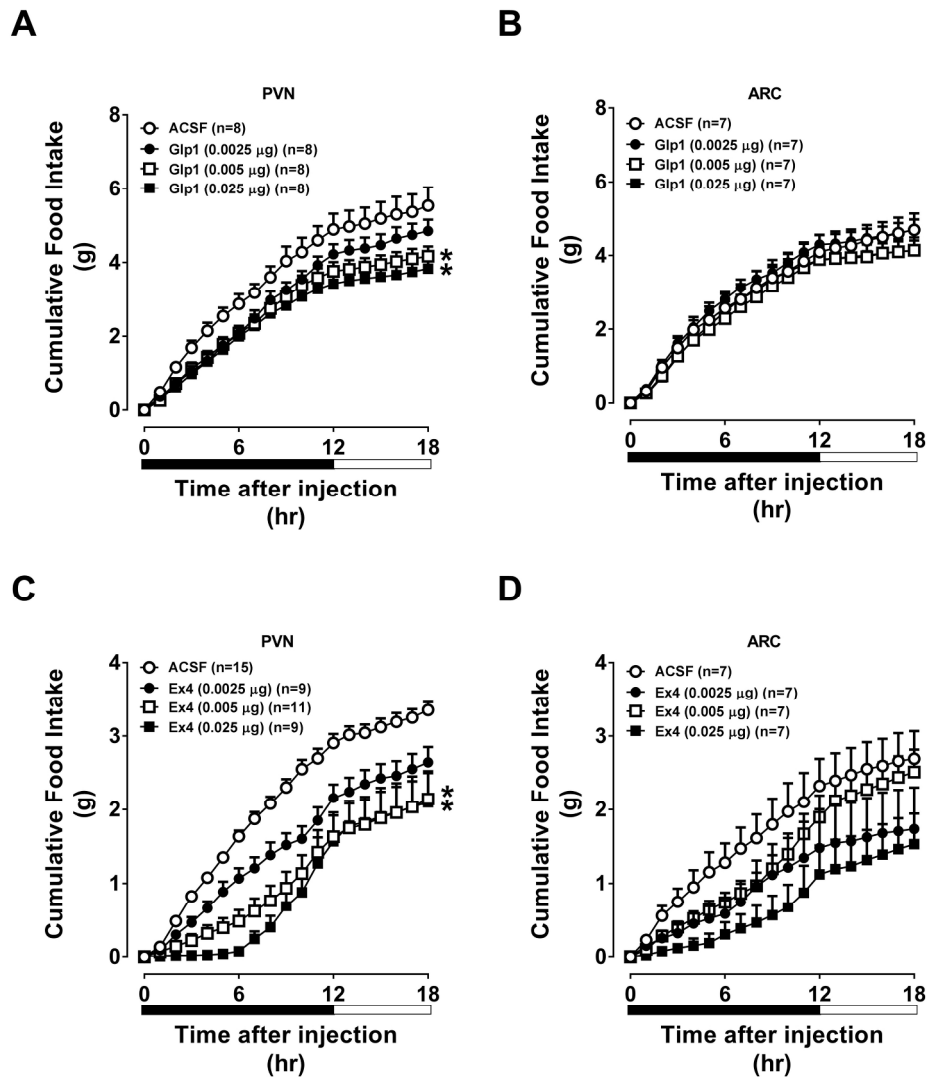 A
PVN
ACSF (n=8)
Glp1 (0.0025 μg) (n=8)
Glp1 (0.005 μg) (n=8)
Glp1 (0.025 μg) (n=8)
Cumulative Food Intake
(g)
8
6
4
2
0
*
*
0 6 12 18
Time after injection
(hr)
B
ARC
ACSF (n=7)
Glp1 (0.0025 μg) (n=7)
Glp1 (0.005 μg) (n=7)
Glp1 (0.025 μg) (n=7)
Cumulative Food Intake
(g)
8
6
4
2
0
0 6 12 18
Time after injection
(hr)
C
PVN
ACSF (n=15)
Ex4 (0.0025 μg) (n=9)
Ex4 (0.005 μg) (n=11)
Ex4 (0.025 μg) (n=9)
Cumulative Food Intake
(g)
4
3
2
1
0
*
*
0 6 12 18
Time after injection
(hr)
D
ARC
ACSF (n=7)
Ex4 (0.0025 μg) (n=7)
Ex4 (0.005 μg) (n=7)
Ex4 (0.025 μg) (n=7)
Cumulative Food Intake
(g)
4
3
2
1
0
0 6 12 18
Time after injection
(hr)